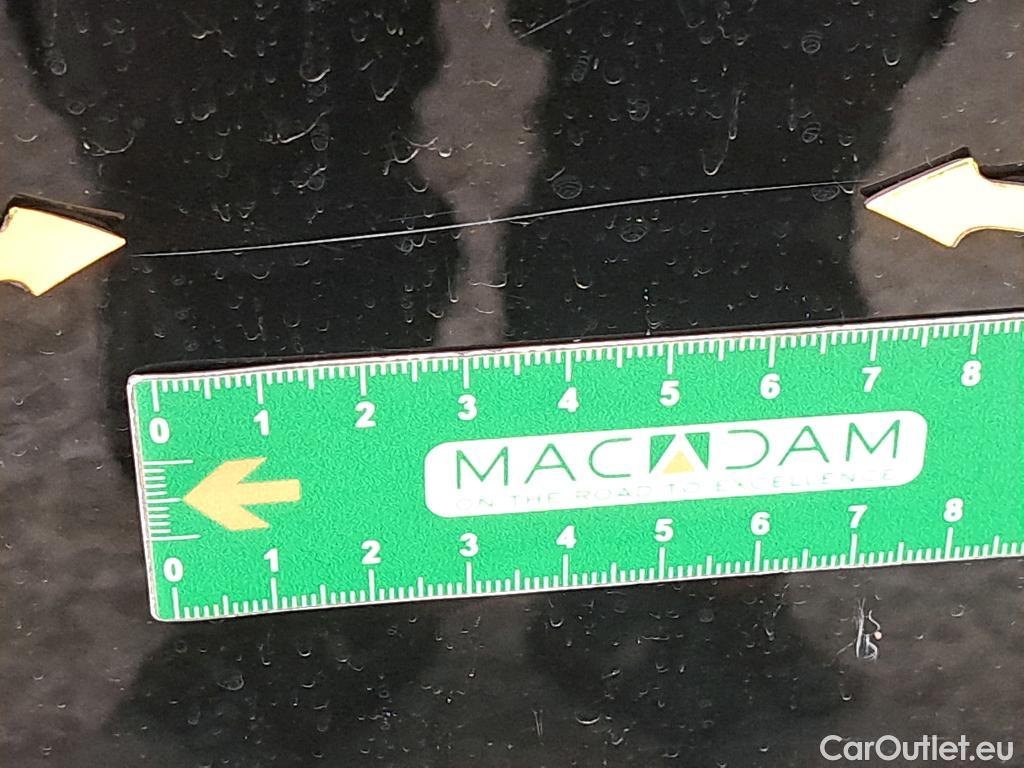 0 1 2 3 4 5 6 7 8
MACADAM
ON THE ROAD TO EXCELLENCE
0 1 2 3 4 5 6 7 8
CarOutlet.eu